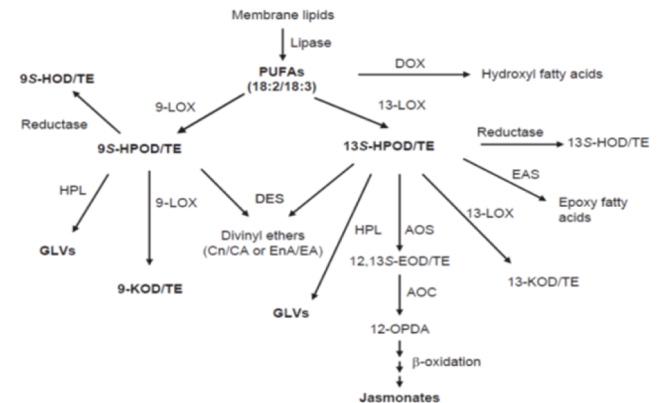 Membrane lipids
Lipase
PUFAs
(18:2/18:3)
DOX
Hydroxyl fatty acids
9S-HOD/TE
9-LOX
13-LOX
Reductase
9S-HPOD/TE
13S-HPOD/TE
Reductase
13S-HOD/TE
EAS
Epoxy fatty
acids
HPL
9-LOX
DES
13-LOX
Divinyl ethers
(Cn/CA or EnA/EA)
HPL
AOS
GLVs
12,13S-EOD/TE
13-KOD/TE
9-KOD/TE
AOC
GLVs
12-OPDA
β-oxidation
Jasmonates